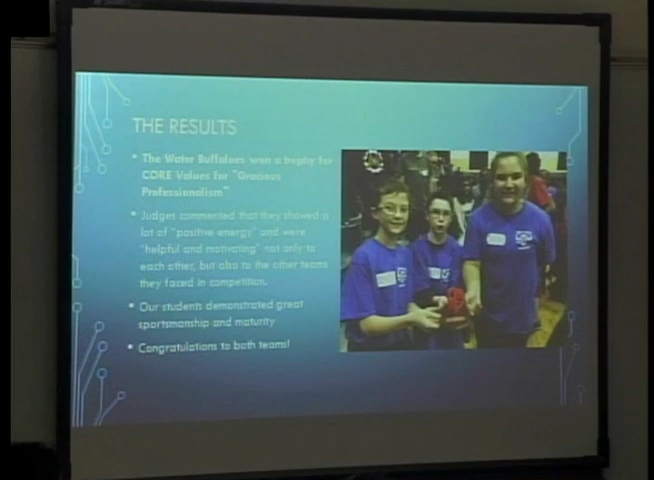 THE RESULTS
The Water Buffaloes won a trophy for
CORE Values for "Gracious
Professionalism"
Judges commented that they showed a
lot of "positive energy" and were
"helpful and motivating" not only to
each other, but also to the other teams
they faced in competition.
Our students demonstrated great
sportsmanship and maturity
Congratulations to both teams!